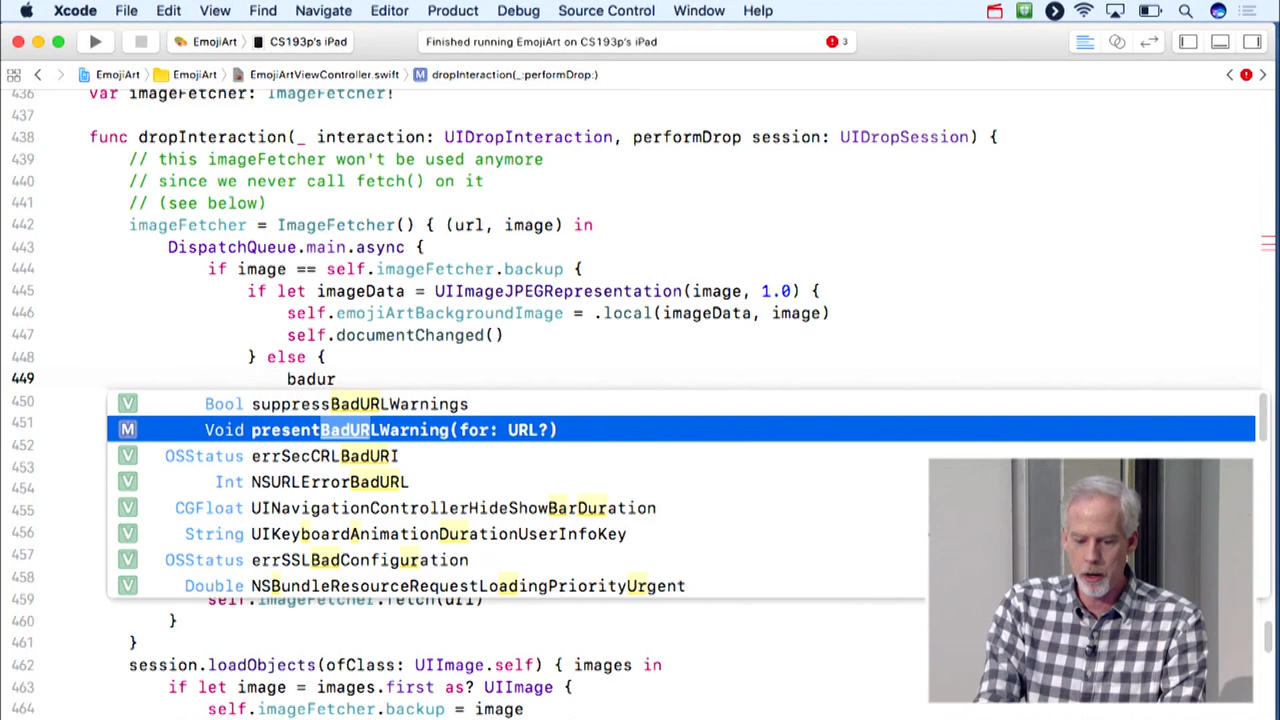 Xcode File Edit View Find Navigate Editor Product Debug Source Control Window Help
EmojiArt CS193p's iPad Finished running EmojiArt on CS193p's iPad 3
EmojiArt EmojiArt EmojiArtViewController.swift M dropInteraction(_:performDrop:)
436 var imageFetcher: ImageFetcher!
437
438 func dropInteraction(_ interaction: UIDropInteraction, performDrop session: UIDropSession) {
439 // this imageFetcher won't be used anymore
440 // since we never call fetch() on it
441 // (see below)
442 imageFetcher = ImageFetcher() { (url, image) in
443 DispatchQueue.main.async {
444 if image == self.imageFetcher.backup {
445 if let imageData = UIImageJPEGRepresentation(image, 1.0) {
446 self.emojiArtBackgroundImage = .local(imageData, image)
447 self.documentChanged()
448 } else {
449 badur
450 V Bool suppressBadURLWarnings
451 M Void presentBadURLWarning(for: URL?)
452 V OSStatus errSecCRLBadURI
453 V Int NSURLErrorBadURL
454 V CGFloat UINavigationControllerHideShowBarDuration
455
456 V String UIKeyboardAnimationDurationUserInfoKey
457 V OSStatus errSSLBadConfiguration
458 V Double NSBundleResourceRequestLoadingPriorityUrgent
459 self.imageFetcher.fetch(url)
460 }
461 }
462 session.loadObjects(ofClass: UIImage.self) { images in
463 if let image = images.first as? UIImage {
464 self.imageFetcher.backup = image